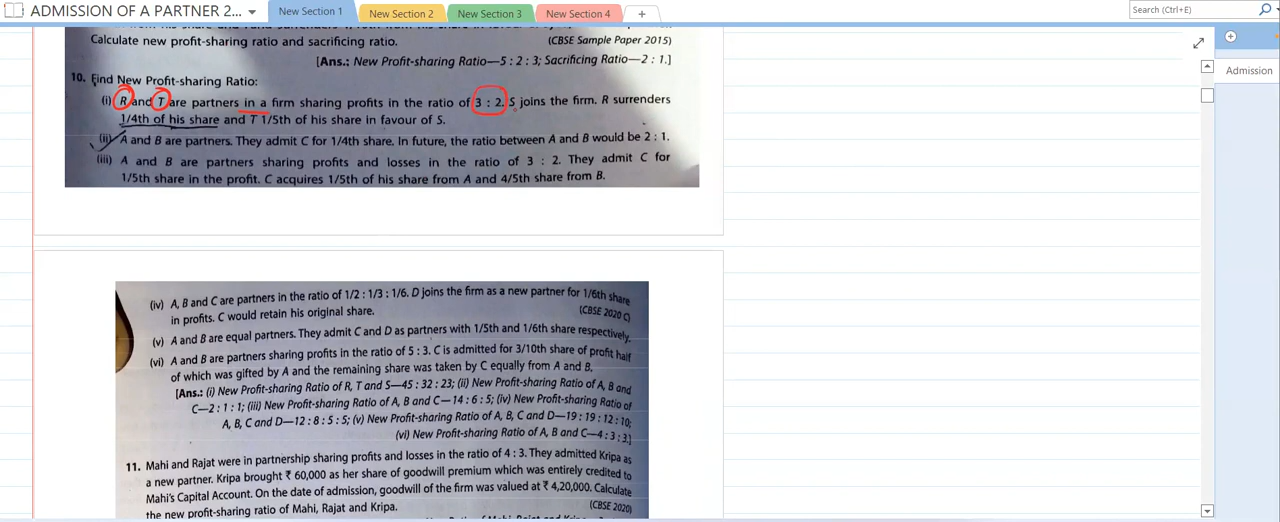 ADMISSION OF A PARTNER 2...
New Section 1
New Section 2
New Section 3
New Section 4
+
Search (Ctrl+E)
Admission
Calculate new profit-sharing ratio and sacrificing ratio. (CBSE Sample Paper 2015)
[Ans.: New Profit-sharing Ratio—5 : 2 : 3; Sacrificing Ratio—2 : 1.]
10. Find New Profit-sharing Ratio:
(i) R and T are partners in a firm sharing profits in the ratio of 3 : 2. S joins the firm. R surrenders
1/4th of his share and T 1/5th of his share in favour of S.
(ii) A and B are partners. They admit C for 1/4th share. In future, the ratio between A and B would be 2 : 1.
(iii) A and B are partners sharing profits and losses in the ratio of 3 : 2. They admit C for
1/5th share in the profit. C acquires 1/5th of his share from A and 4/5th share from B.
(iv) A, B and C are partners in the ratio of 1/2 : 1/3 : 1/6. D joins the firm as a new partner for 1/6th share
in profits. C would retain his original share. (CBSE 2020 C)
(v) A and B are equal partners. They admit C and D as partners with 1/5th and 1/6th share respectively.
(vi) A and B are partners sharing profits in the ratio of 5 : 3. C is admitted for 3/10th share of profit half
of which was gifted by A and the remaining share was taken by C equally from A and B.
[Ans.: (i) New Profit-sharing Ratio of R, T and S—45 : 32 : 23; (ii) New Profit-sharing Ratio of A, B and
C—2 : 1 : 1; (iii) New Profit-sharing Ratio of A, B and C—14 : 6 : 5; (iv) New Profit-sharing Ratio of
A, B, C and D—12 : 8 : 5 : 5; (v) New Profit-sharing Ratio of A, B, C and D—19 : 19 : 12 : 10;
(vi) New Profit-sharing Ratio of A, B and C—4 : 3 : 3.]
11. Mahi and Rajat were in partnership sharing profits and losses in the ratio of 4 : 3. They admitted Kripa as
a new partner. Kripa brought ₹ 60,000 as her share of goodwill premium which was entirely credited to
Mahi's Capital Account. On the date of admission, goodwill of the firm was valued at ₹ 4,20,000. Calculate
the new profit-sharing ratio of Mahi, Rajat and Kripa. (CBSE 2020)